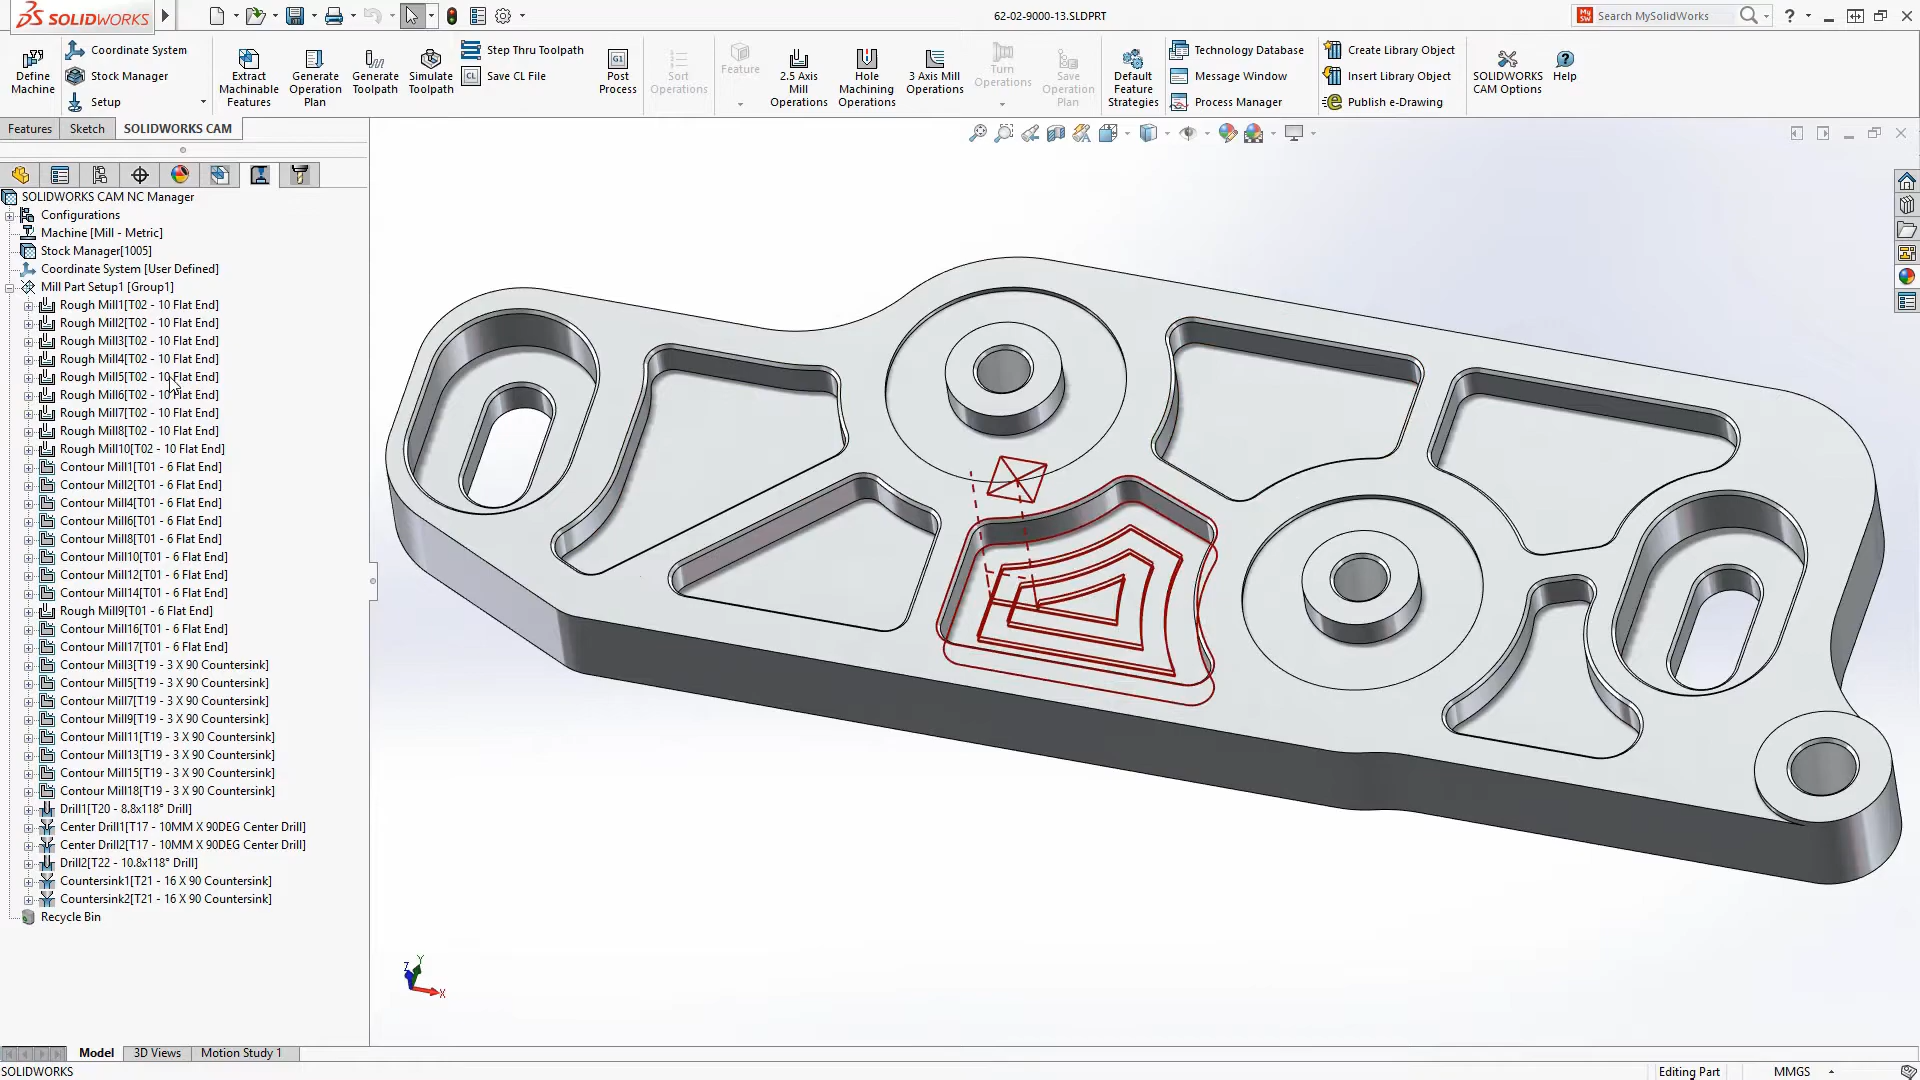 SOLIDWORKS
62-02-9000-13.SLDPRT
MY SW
Search MySolidWorks
?
Define Machine
Coordinate System
Stock Manager
Setup
Extract Machinable Features
Generate Operation Plan
Generate Toolpath
Simulate Toolpath
Step Thru Toolpath
CL Save CL File
G1
Post Process
Sort Operations
Feature
2.5 Axis Mill Operations
Hole Machining Operations
3 Axis Mill Operations
Turn Operations
Save Operation Plan
Default Feature Strategies
Technology Database
Message Window
Process Manager
Create Library Object
Insert Library Object
Publish e-Drawing
SOLIDWORKS CAM Options
Help
Features
Sketch
SOLIDWORKS CAM
SOLIDWORKS CAM NC Manager
Configurations
Machine [Mill - Metric]
Stock Manager[1005]
Coordinate System [User Defined]
Mill Part Setup1 [Group1]
Rough Mill1[T02 - 10 Flat End]
Rough Mill2[T02 - 10 Flat End]
Rough Mill3[T02 - 10 Flat End]
Rough Mill4[T02 - 10 Flat End]
Rough Mill5[T02 - 10 Flat End]
Rough Mill6[T02 - 10 Flat End]
Rough Mill7[T02 - 10 Flat End]
Rough Mill8[T02 - 10 Flat End]
Rough Mill10[T02 - 10 Flat End]
Contour Mill1[T01 - 6 Flat End]
Contour Mill2[T01 - 6 Flat End]
Contour Mill4[T01 - 6 Flat End]
Contour Mill6[T01 - 6 Flat End]
Contour Mill8[T01 - 6 Flat End]
Contour Mill10[T01 - 6 Flat End]
Contour Mill12[T01 - 6 Flat End]
Contour Mill14[T01 - 6 Flat End]
Rough Mill9[T01 - 6 Flat End]
Contour Mill16[T01 - 6 Flat End]
Contour Mill17[T01 - 6 Flat End]
Contour Mill3[T19 - 3 X 90 Countersink]
Contour Mill5[T19 - 3 X 90 Countersink]
Contour Mill7[T19 - 3 X 90 Countersink]
Contour Mill9[T19 - 3 X 90 Countersink]
Contour Mill11[T19 - 3 X 90 Countersink]
Contour Mill13[T19 - 3 X 90 Countersink]
Contour Mill15[T19 - 3 X 90 Countersink]
Contour Mill18[T19 - 3 X 90 Countersink]
Drill1[T20 - 8.8x118° Drill]
Center Drill1[T17 - 10MM X 90DEG Center Drill]
Center Drill2[T17 - 10MM X 90DEG Center Drill]
Drill2[T22 - 10.8x118° Drill]
Countersink1[T21 - 16 X 90 Countersink]
Countersink2[T21 - 16 X 90 Countersink]
Recycle Bin
Z
Y
X
Model
3D Views
Motion Study 1
SOLIDWORKS
Editing Part
MMGS